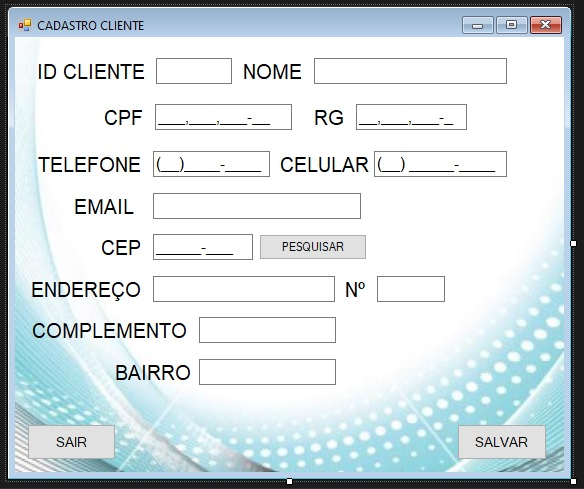 CADASTRO CLIENTE
ID CLIENTE NOME
CPF ___,___,___-__ RG __,___,___-_
TELEFONE (__)____-____ CELULAR (__) _____-____
EMAIL
CEP _____-___ PESQUISAR
ENDEREÇO Nº
COMPLEMENTO
BAIRRO
SAIR SALVAR